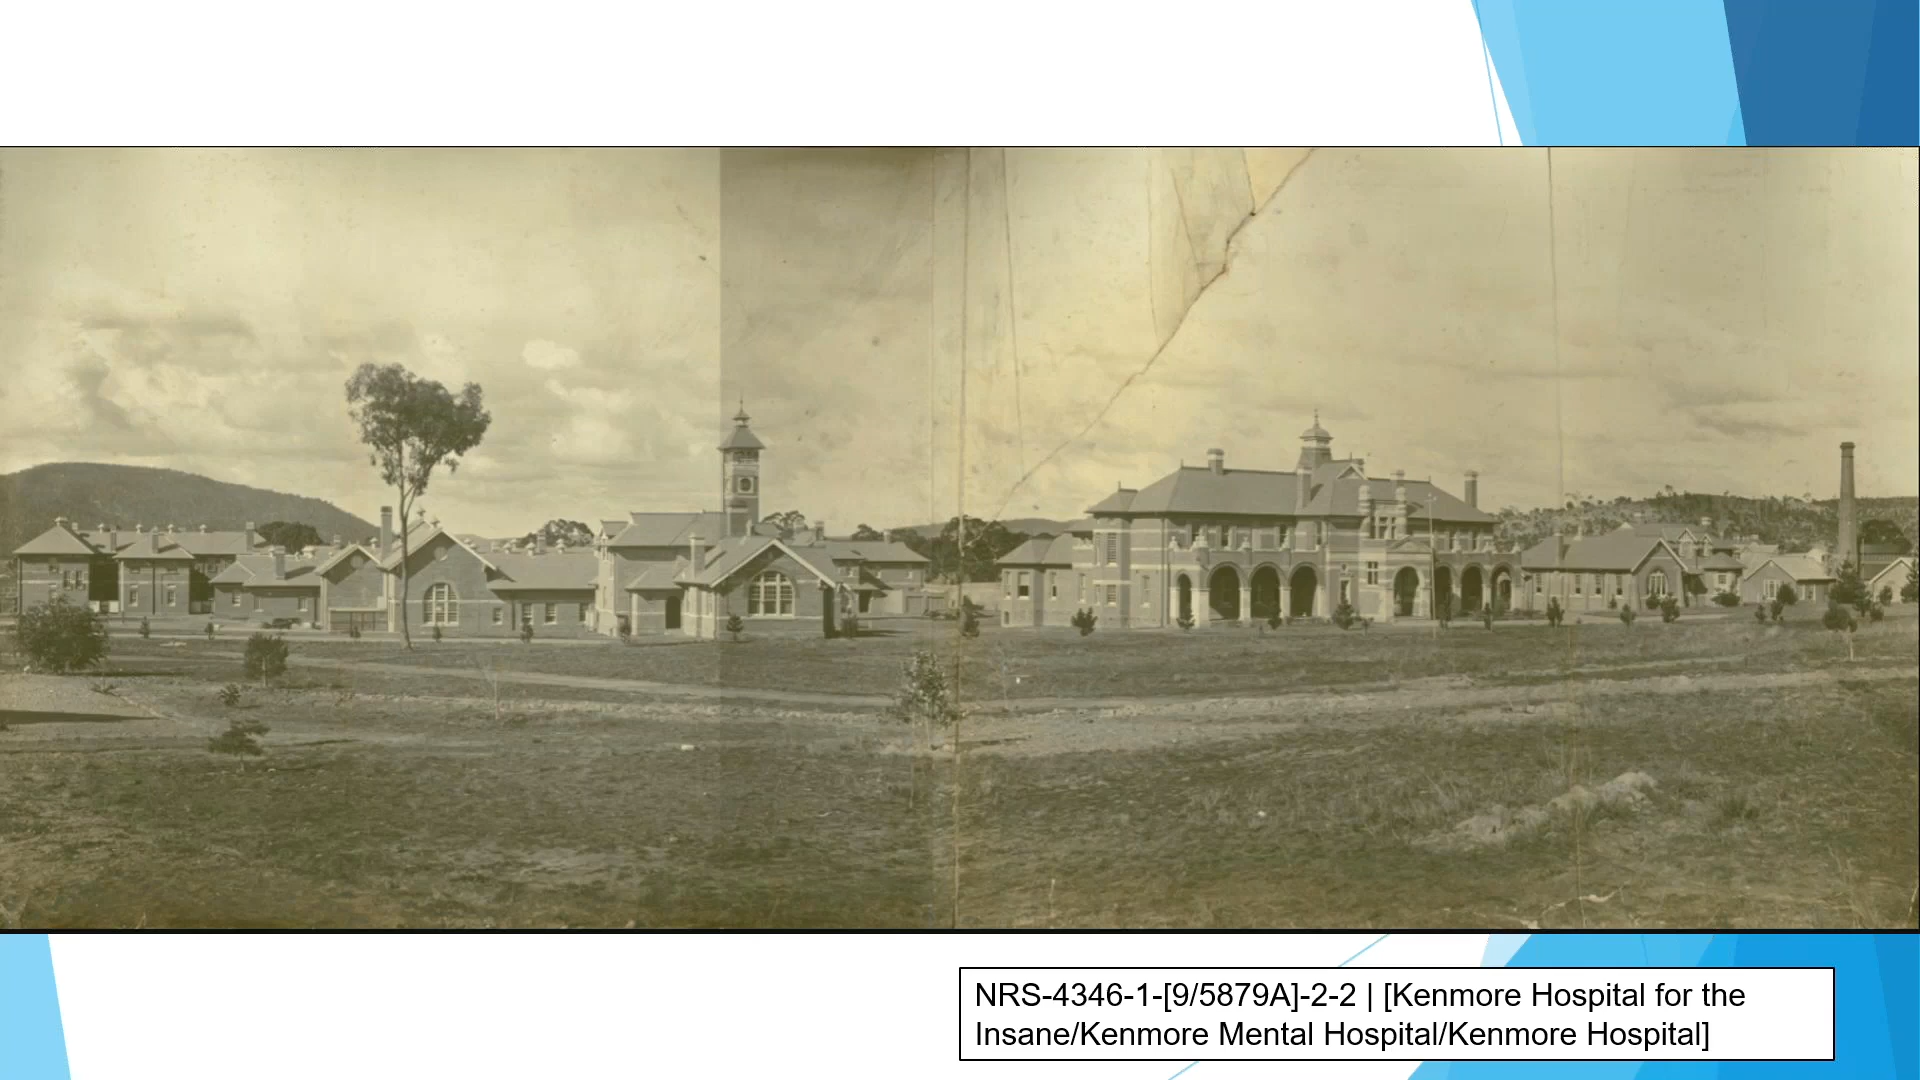 NRS-4346-1-[9/5879A]-2-2 | [Kenmore Hospital for the
Insane/Kenmore Mental Hospital/Kenmore Hospital]